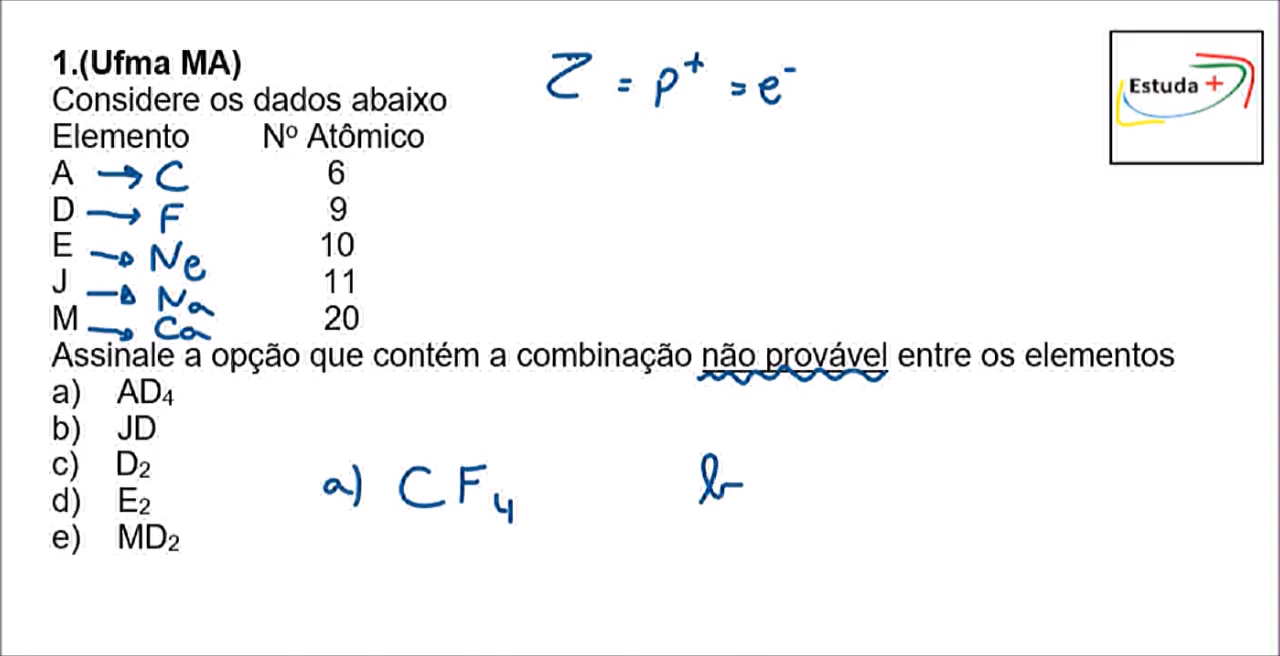 1.(Ufma MA)
Z = p⁺ = e⁻
Estuda +
Considere os dados abaixo
Elemento Nº Atômico
A → C 6
D → F 9
E → Ne 10
J → Na 11
M → Ca 20
Assinale a opção que contém a combinação não provável entre os elementos
a) AD₄
b) JD
c) D₂
d) E₂
e) MD₂
a) CF₄
b